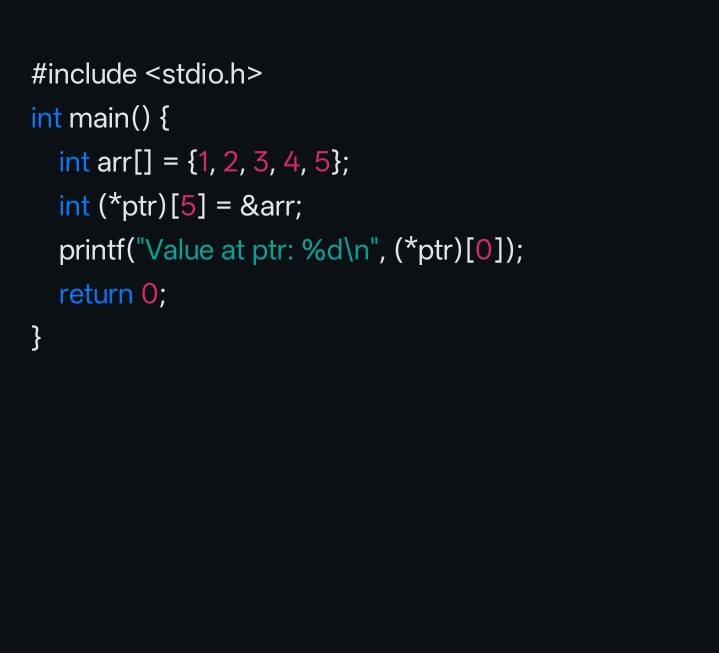 #include <stdio.h>
int main() {
    int arr[] = {1, 2, 3, 4, 5};
    int (*ptr)[5] = &arr;
    printf("Value at ptr: %d\n", (*ptr)[0]);
    return 0;
}